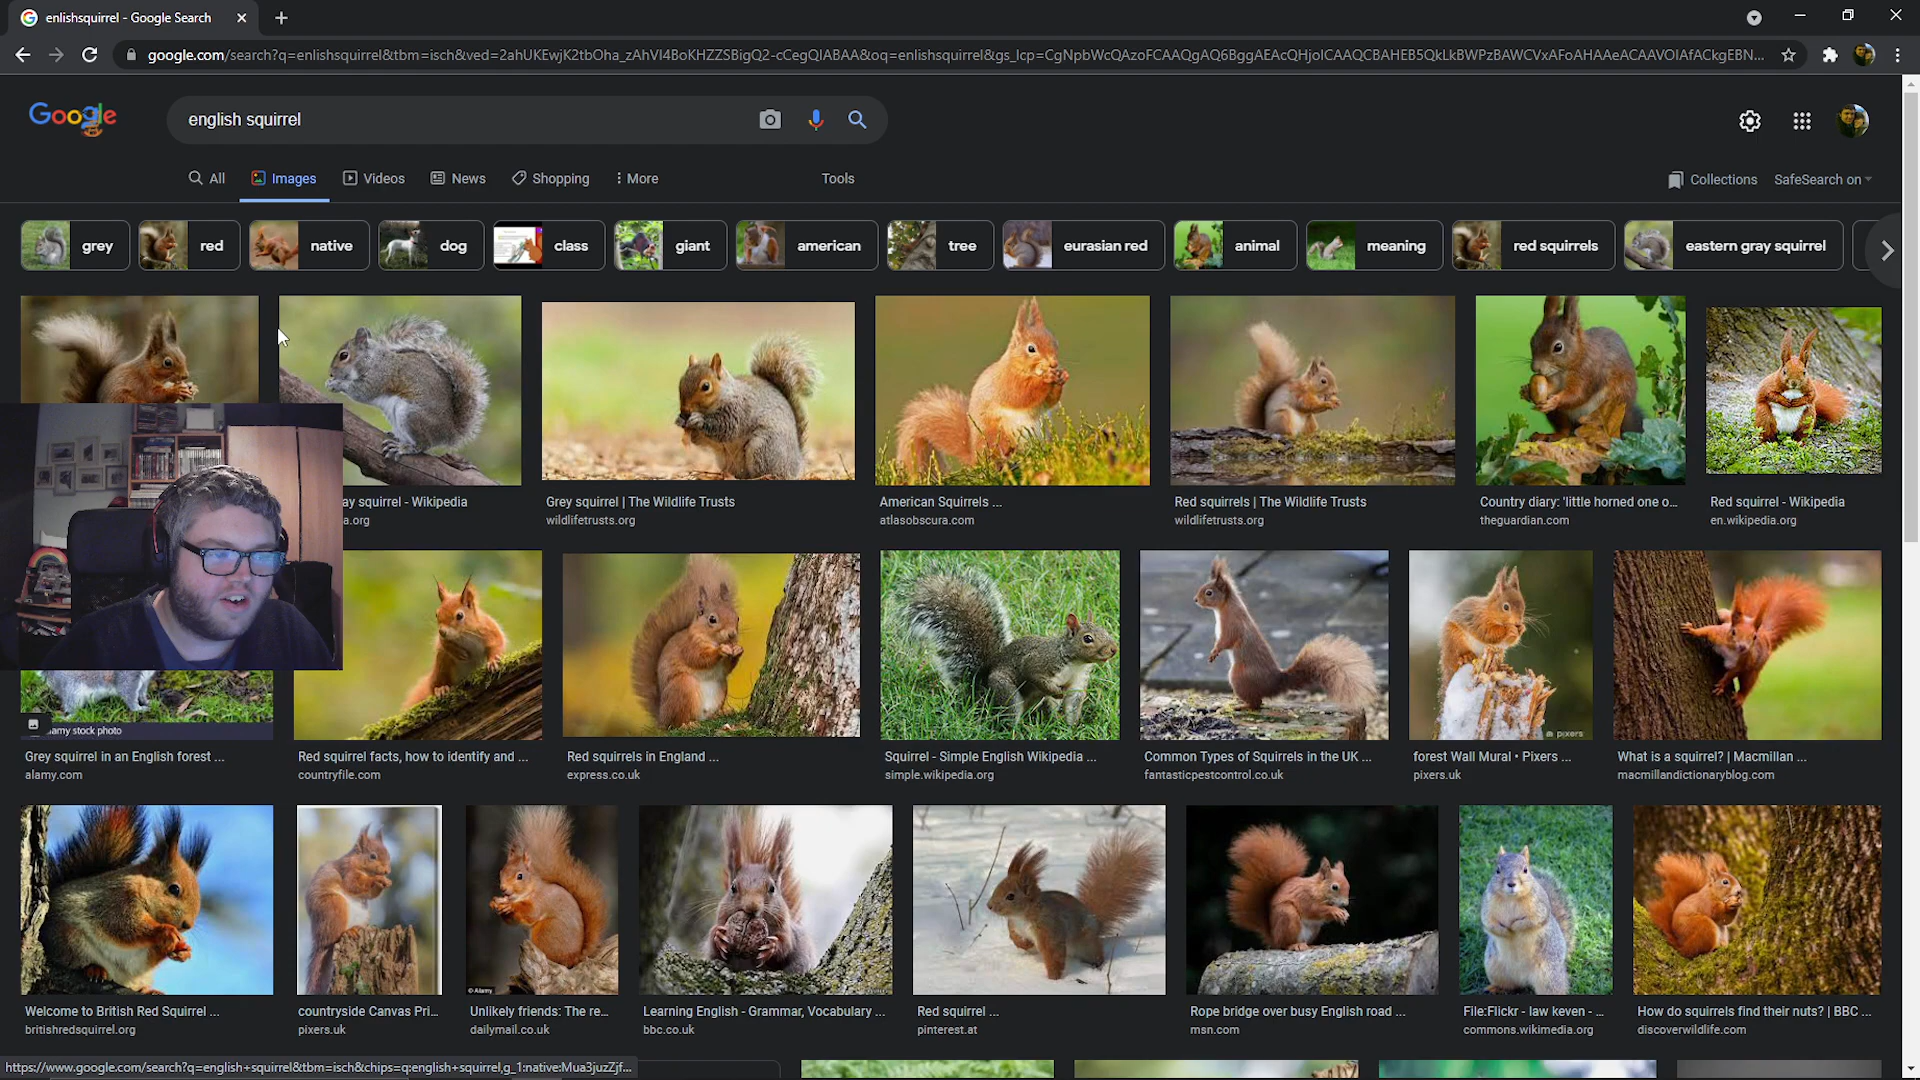 enlishsquirrel - Google Search
google.com/search?q=enlishsquirrel&tbm=isch&ved=2ahUKEwjK2tbOha_zAhVI4BoKHZZSBigQ2-cCegQIABAA&oq=enlishsquirrel&gs_lcp=CgNpbWcQAzoFCAAQgAQ6BggAEAcQHjoICAAQCBAHEB5QkLkBWPzBAWCVxAFoAHAAeACAAVOIAfACkgEBN...
Google
english squirrel
All Images Videos News Shopping More Tools
Collections SafeSearch on
grey red native dog class giant american tree eurasian red animal meaning red squirrels eastern gray squirrel
ay squirrel - Wikipedia
a.org
Grey squirrel | The Wildlife Trusts
wildlifetrusts.org
American Squirrels ...
atlasobscura.com
Red squirrels | The Wildlife Trusts
wildlifetrusts.org
Country diary: 'little horned one o...
theguardian.com
Red squirrel - Wikipedia
en.wikipedia.org
amy stock photo
pixers
Grey squirrel in an English forest ...
alamy.com
Red squirrel facts, how to identify and ...
countryfile.com
Red squirrels in England ...
express.co.uk
Squirrel - Simple English Wikipedia ...
simple.wikipedia.org
Common Types of Squirrels in the UK ...
fantasticpestcontrol.co.uk
forest Wall Mural • Pixers ...
pixers.uk
What is a squirrel? | Macmillan ...
macmillandictionaryblog.com
© Alamy
Welcome to British Red Squirrel ...
britishredsquirrel.org
countryside Canvas Pri...
pixers.uk
Unlikely friends: The re...
dailymail.co.uk
Learning English - Grammar, Vocabulary ...
bbc.co.uk
Red squirrel ...
pinterest.at
Rope bridge over busy English road ...
msn.com
File:Flickr - law keven - ...
commons.wikimedia.org
How do squirrels find their nuts? | BBC ...
discoverwildlife.com
https://www.google.com/search?q=english+squirrel&tbm=isch&chips=q:english+squirrel,g_1:native:Mua3juzZjf...